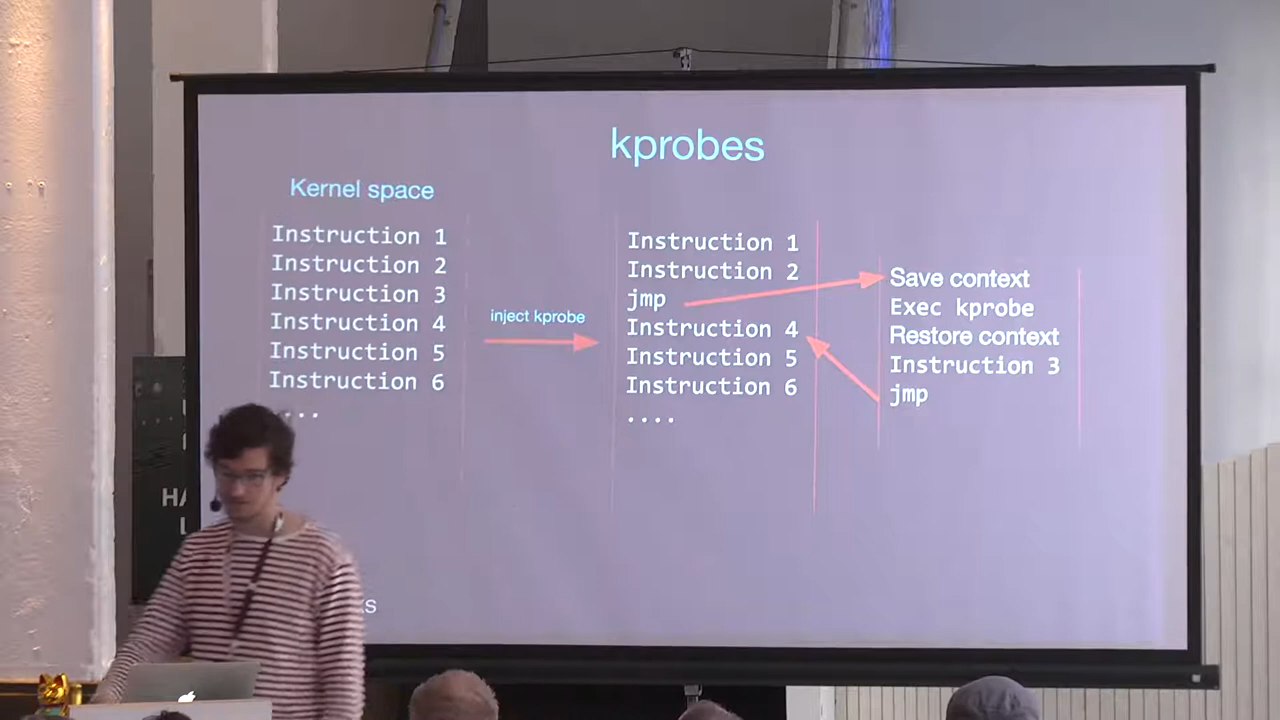 kprobes
Kernel space
Instruction 1
Instruction 2
Instruction 3
Instruction 4
Instruction 5
Instruction 6
....
inject kprobe
Instruction 1
Instruction 2
jmp
Instruction 4
Instruction 5
Instruction 6
....
Save context
Exec kprobe
Restore context
Instruction 3
jmp